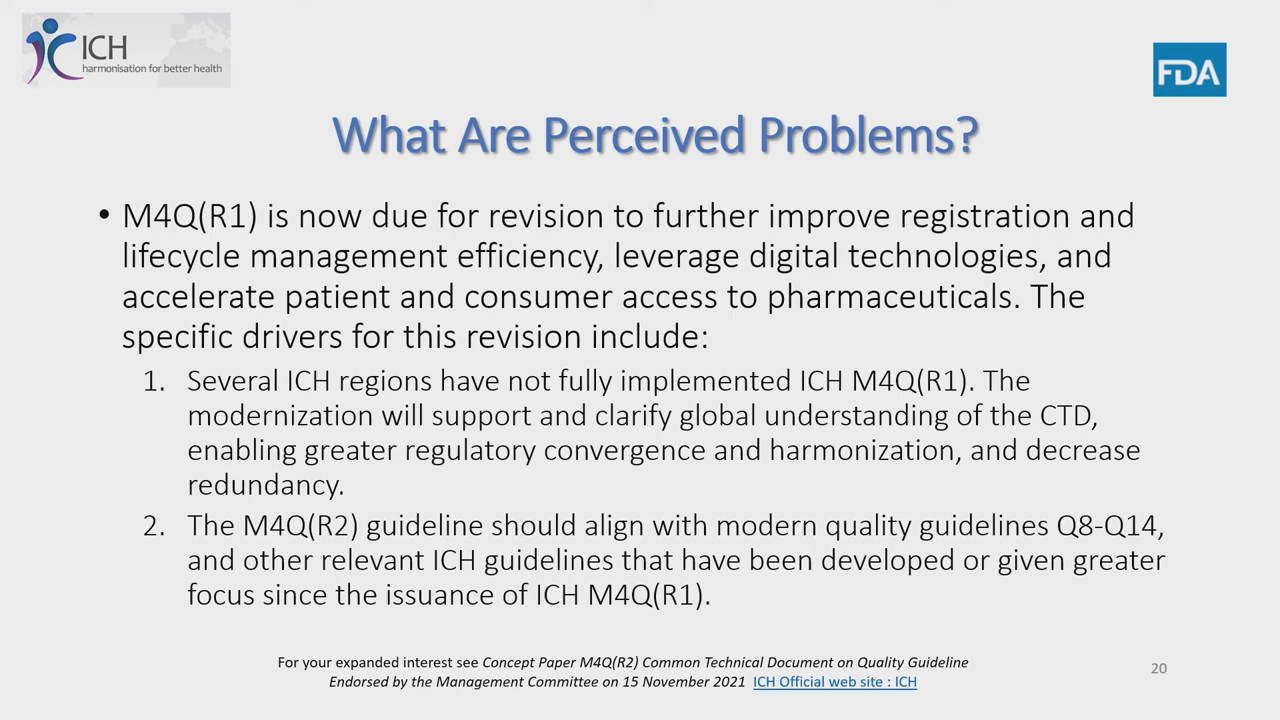 ICH
harmonisation for better health
FDA
What Are Perceived Problems?
• M4Q(R1) is now due for revision to further improve registration and
lifecycle management efficiency, leverage digital technologies, and
accelerate patient and consumer access to pharmaceuticals. The
specific drivers for this revision include:
1. Several ICH regions have not fully implemented ICH M4Q(R1). The
modernization will support and clarify global understanding of the CTD,
enabling greater regulatory convergence and harmonization, and decrease
redundancy.
2. The M4Q(R2) guideline should align with modern quality guidelines Q8-Q14,
and other relevant ICH guidelines that have been developed or given greater
focus since the issuance of ICH M4Q(R1).
For your expanded interest see Concept Paper M4Q(R2) Common Technical Document on Quality Guideline
Endorsed by the Management Committee on 15 November 2021 ICH Official web site : ICH
20